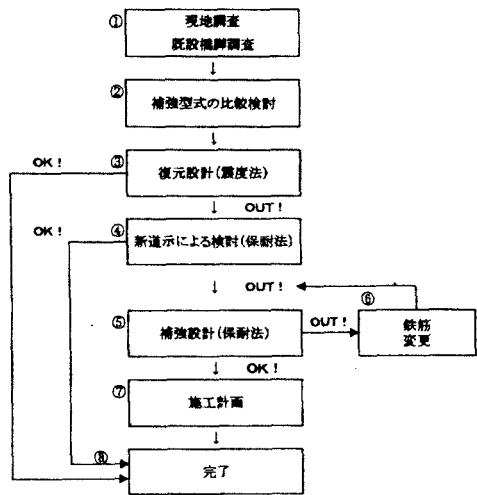 ① 現地調査
既設橋脚調査
↓
② 補強型式の比較検討
↓
OK! ③ 復元設計(震度法)
↓ OUT!
OK! ④ 新道示による検討(保耐法)
↓ OUT!
⑤ 補強設計(保耐法) OUT! ⑥ 鉄筋
変更
↓ OK!
⑦ 施工計画
↓
⑧ 完了